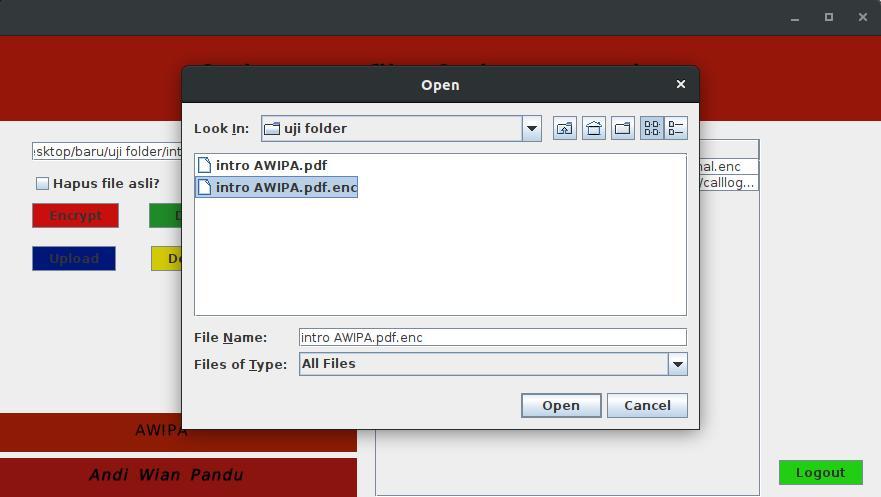 Open
Look In:
uji folder
esktop/baru/uji folder/int
intro AWIPA.pdf
intro AWIPA.pdf.enc
nal.enc
/calllog...
Hapus file asli?
Encrypt
Upload
File Name:
intro AWIPA.pdf.enc
Files of Type:
All Files
Open
Cancel
AWIPA
Andi Wian Pandu
Logout